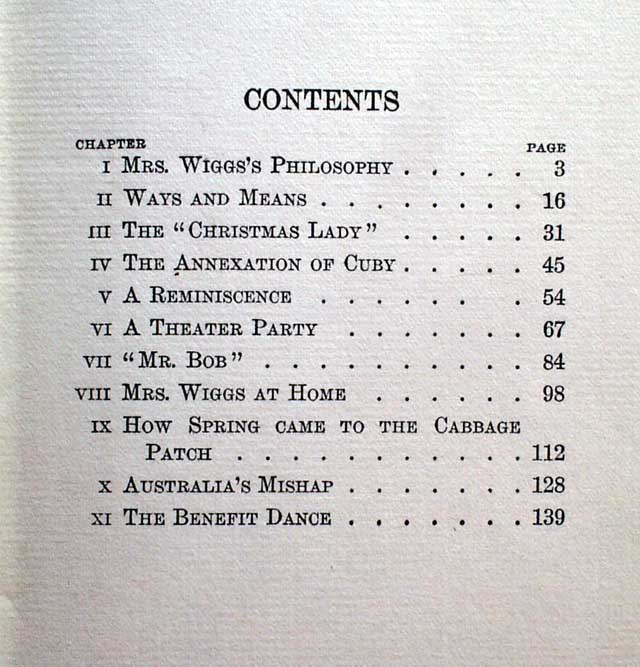 CONTENTS
CHAPTER PAGE
I MRS. WIGGS'S PHILOSOPHY . . . . . 3
II WAYS AND MEANS . . . . . . . . 16
III THE "CHRISTMAS LADY" . . . . . 31
IV THE ANNEXATION OF CUBY . . . . . 45
V A REMINISCENCE . . . . . . . 54
VI A THEATER PARTY . . . . . . . 67
VII "MR. BOB" . . . . . . . . . . 84
VIII MRS. WIGGS AT HOME . . . . . . 98
IX HOW SPRING CAME TO THE CABBAGE
PATCH . . . . . . . . . . . 112
X AUSTRALIA'S MISHAP . . . . . . . 128
XI THE BENEFIT DANCE . . . . . . . 139